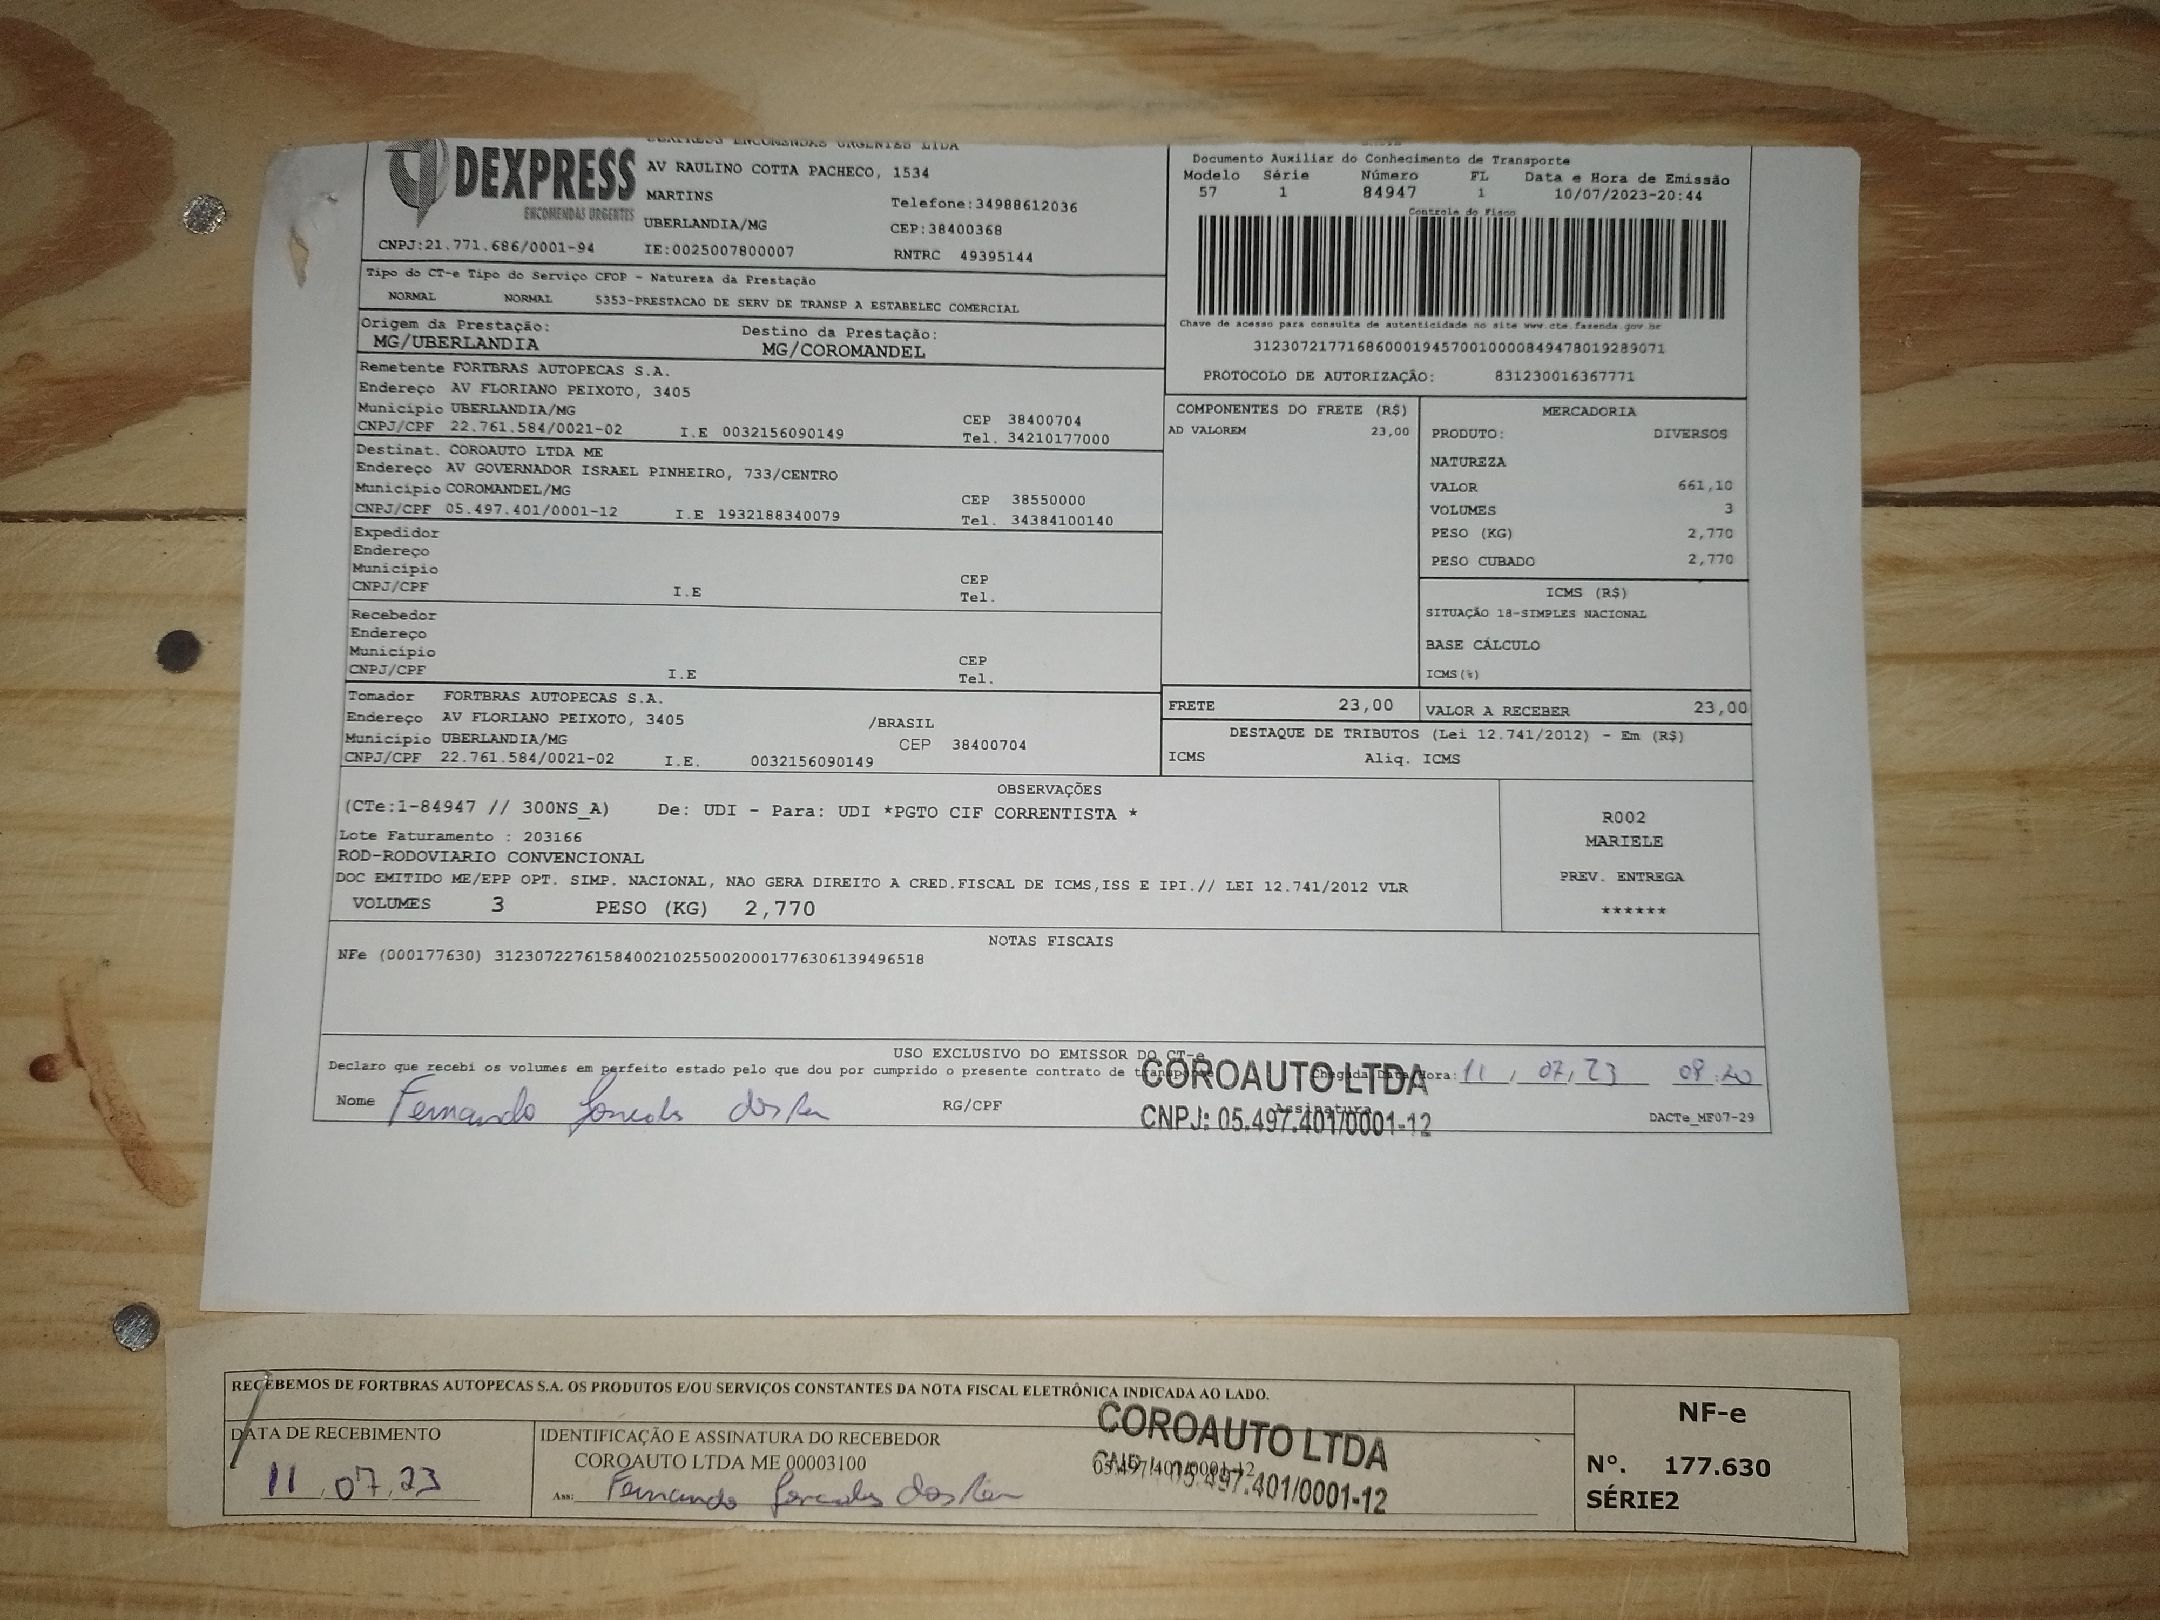 DEXPRESS
ENCOMENDAS URGENTES
DEXPRESS ENCOMENDAS URGENTES LTDA
AV RAULINO COTTA PACHECO, 1534
MARTINS
Telefone:34988612036
UBERLANDIA/MG
CEP:38400368
CNPJ:21.771.686/0001-94 IE:0025007800007 RNTRC 49395144
Documento Auxiliar do Conhecimento de Transporte
Modelo Série Número FL Data e Hora de Emissão
57 1 84947 1 10/07/2023-20:44
Controle do Fisco
Chave de acesso para consulta de autenticidade no site www.cte.fazenda.gov.br
31230721771686000194570010000849478019289071
PROTOCOLO DE AUTORIZAÇÃO: 831230016367771
Tipo do CT-e Tipo do Serviço CFOP - Natureza da Prestação
NORMAL NORMAL 5353-PRESTACAO DE SERV DE TRANSP A ESTABELEC COMERCIAL
Origem da Prestação: Destino da Prestação:
MG/UBERLANDIA MG/COROMANDEL
Remetente FORTBRAS AUTOPECAS S.A.
Endereço AV FLORIANO PEIXOTO, 3405
Município UBERLANDIA/MG CEP 38400704
CNPJ/CPF 22.761.584/0021-02 I.E 0032156090149 Tel. 34210177000
Destinat. COROAUTO LTDA ME
Endereço AV GOVERNADOR ISRAEL PINHEIRO, 733/CENTRO
Município COROMANDEL/MG CEP 38550000
CNPJ/CPF 05.497.401/0001-12 I.E 1932188340079 Tel. 34384100140
Expedidor
Endereço
Município CEP
CNPJ/CPF I.E Tel.
Recebedor
Endereço
Município CEP
CNPJ/CPF I.E Tel.
Tomador FORTBRAS AUTOPECAS S.A.
Endereço AV FLORIANO PEIXOTO, 3405 /BRASIL
Município UBERLANDIA/MG CEP 38400704
CNPJ/CPF 22.761.584/0021-02 I.E. 0032156090149
COMPONENTES DO FRETE (R$)
AD VALOREM 23,00
MERCADORIA
PRODUTO: DIVERSOS
NATUREZA
VALOR 661,10
VOLUMES 3
PESO (KG) 2,770
PESO CUBADO 2,770
ICMS (R$)
SITUAÇÃO 18-SIMPLES NACIONAL
BASE CÁLCULO
ICMS(%)
FRETE 23,00 VALOR A RECEBER 23,00
DESTAQUE DE TRIBUTOS (Lei 12.741/2012) - Em (R$)
ICMS Aliq. ICMS
OBSERVAÇÕES
(CTe:1-84947 // 300NS_A) De: UDI - Para: UDI *PGTO CIF CORRENTISTA *
Lote Faturamento : 203166
ROD-RODOVIARIO CONVENCIONAL
DOC EMITIDO ME/EPP OPT. SIMP. NACIONAL, NAO GERA DIREITO A CRED.FISCAL DE ICMS,ISS E IPI.// LEI 12.741/2012 VLR
VOLUMES 3 PESO (KG) 2,770
R002
MARIELE
PREV. ENTREGA
******
NOTAS FISCAIS
NFe (000177630) 31230722761584002102550020001776306139496518
USO EXCLUSIVO DO EMISSOR DO CT-e
Declaro que recebi os volumes em perfeito estado pelo que dou por cumprido o presente contrato de transporte Chegada Data/Hora: 11, 07, 23 08:20
Nome Fernando RG/CPF Assinatura
COROAUTO LTDA
CNPJ: 05.497.401/0001-12
DACTe_MF07-29
RECEBEMOS DE FORTBRAS AUTOPECAS S.A. OS PRODUTOS E/OU SERVIÇOS CONSTANTES DA NOTA FISCAL ELETRÔNICA INDICADA AO LADO.
DATA DE RECEBIMENTO
11, 07, 23
IDENTIFICAÇÃO E ASSINATURA DO RECEBEDOR
COROAUTO LTDA ME 00003100 05.497.401/0001-12
Ass: Fernando
COROAUTO LTDA
CNPJ: 05.497.401/0001-12
NF-e
Nº. 177.630
SÉRIE2